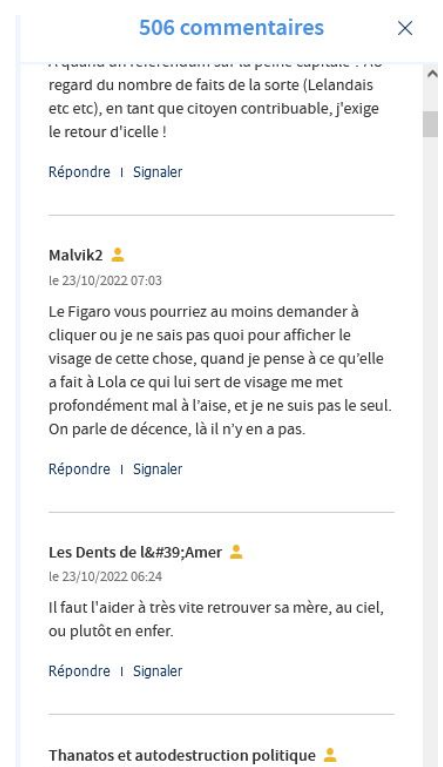 506 commentaires
regard du nombre de faits de la sorte (Lelandais
etc etc), en tant que citoyen contribuable, j'exige
le retour d'icelle !
Répondre | Signaler
Malvik2
le 23/10/2022 07:03
Le Figaro vous pourriez au moins demander à
cliquer ou je ne sais pas quoi pour afficher le
visage de cette chose, quand je pense à ce qu'elle
a fait à Lola ce qui lui sert de visage me met
profondément mal à l'aise, et je ne suis pas le seul.
On parle de décence, là il n'y en a pas.
Répondre | Signaler
Les Dents de l&#39;Amer
le 23/10/2022 06:24
Il faut l'aider à très vite retrouver sa mère, au ciel,
ou plutôt en enfer.
Répondre | Signaler
Thanatos et autodestruction politique